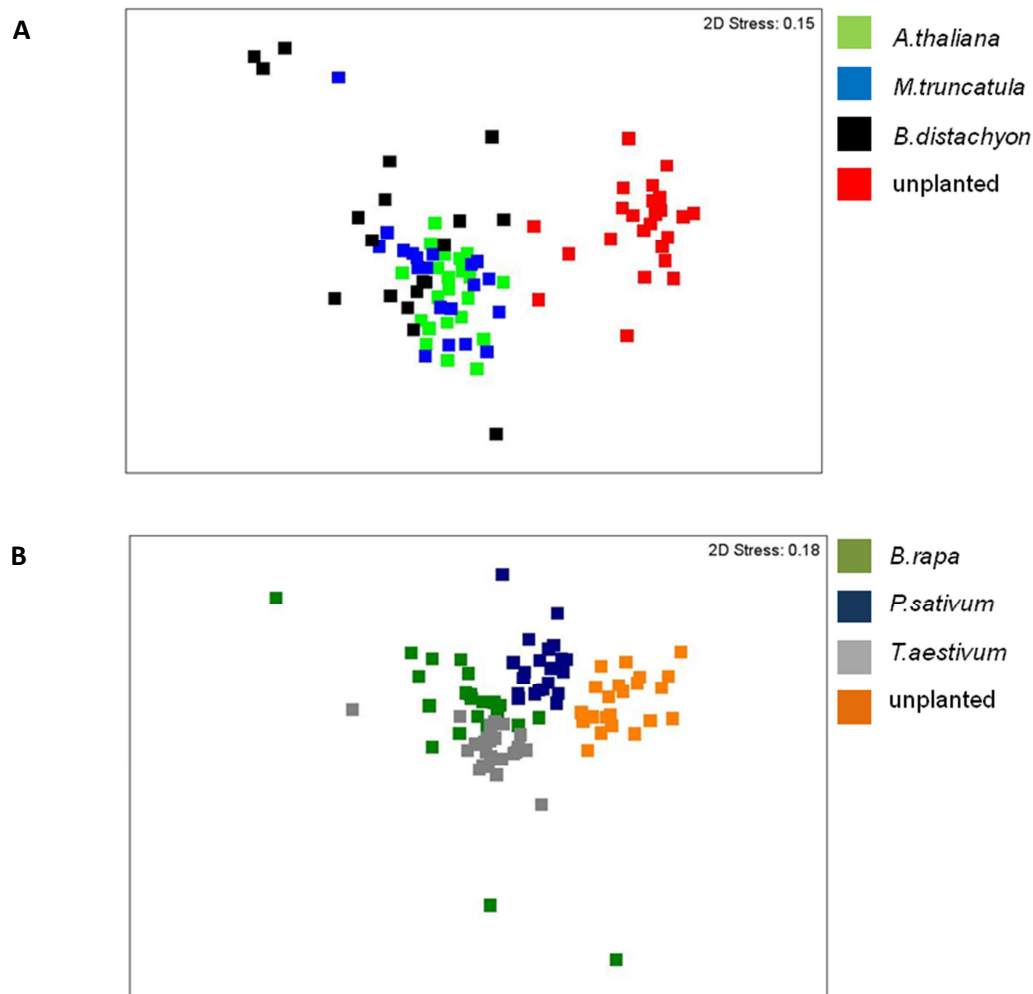 A
2D Stress: 0.15
A.thaliana
M.truncatula
B.distachyon
unplanted
B
2D Stress: 0.18
B.rapa
P.sativum
T.aestivum
unplanted